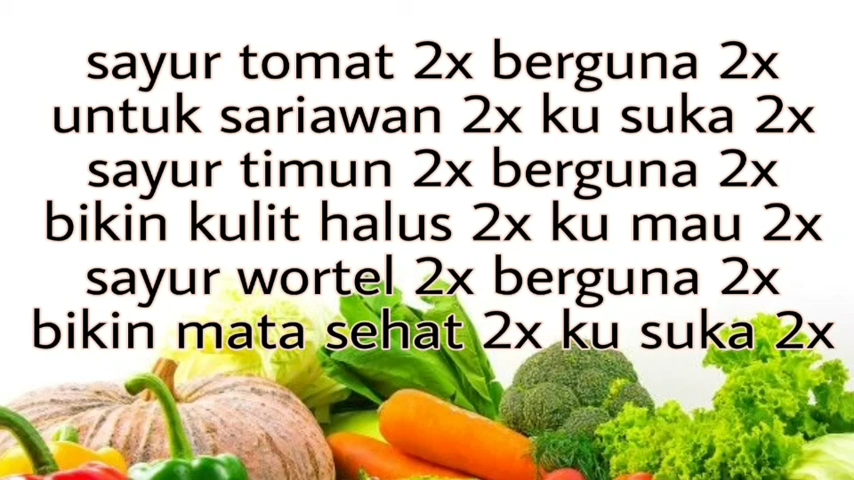 sayur tomat 2x berguna 2x
untuk sariawan 2x ku suka 2x
sayur timun 2x berguna 2x
bikin kulit halus 2x ku mau 2x
sayur wortel 2x berguna 2x
bikin mata sehat 2x ku suka 2x